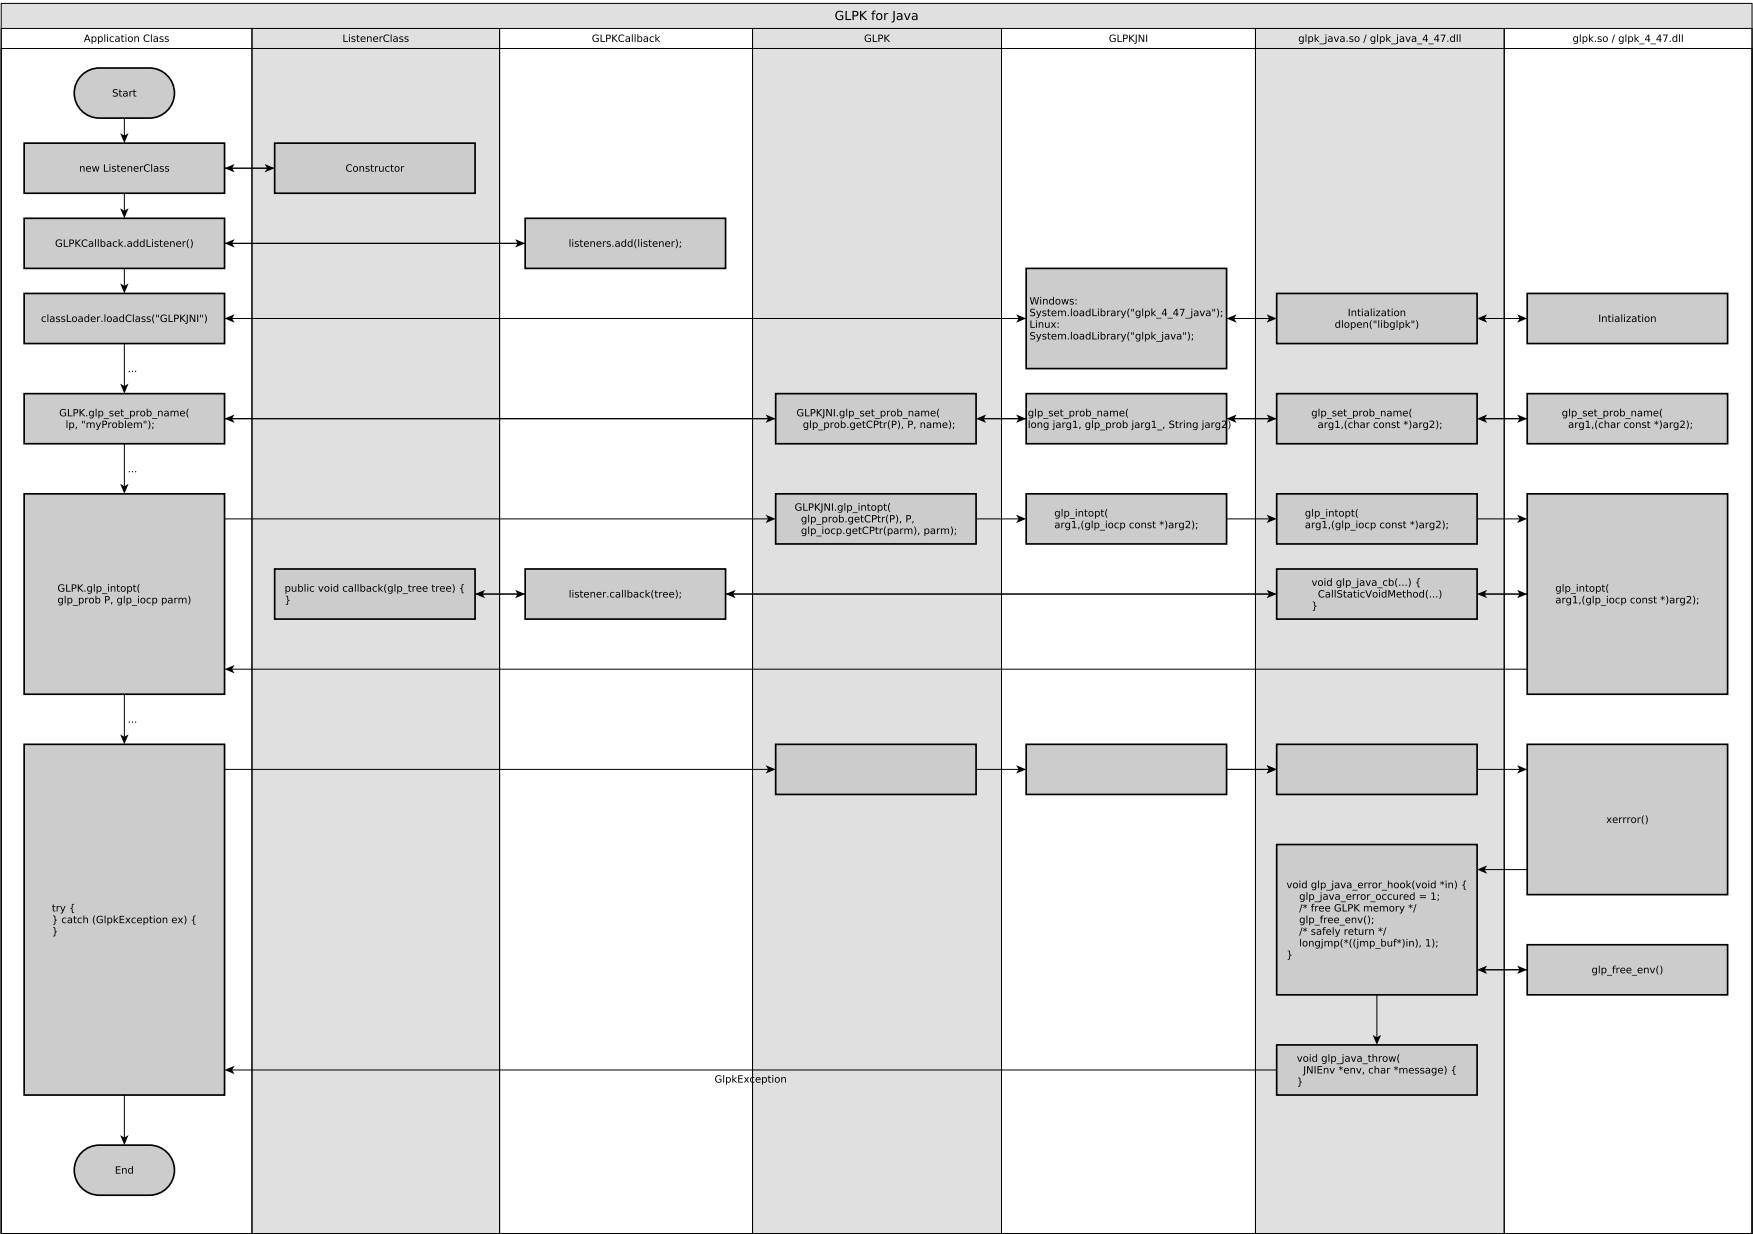 GLPK for Java
Application Class
ListenerClass
GLPKCallback
GLPK
GLPKJNI
glpk_java.so / glpk_java_4_47.dll
glpk.so / glpk_4_47.dll
Start
new ListenerClass
Constructor
GLPKCallback.addListener()
listeners.add(listener);
classLoader.loadClass("GLPKJNI")
Windows:
System.loadLibrary("glpk_4_47_java");
Linux:
System.loadLibrary("glpk_java");
Intialization
dlopen("libglpk")
Intialization
...
GLPK.glp_set_prob_name(
lp, "myProblem");
GLPKJNI.glp_set_prob_name(
glp_prob.getCPtr(P), P, name);
glp_set_prob_name(
long jarg1, glp_prob jarg1_, String jarg2)
glp_set_prob_name(
arg1,(char const *)arg2);
glp_set_prob_name(
arg1,(char const *)arg2);
...
GLPK.glp_intopt(
glp_prob P, glp_iocp parm)
GLPKJNI.glp_intopt(
glp_prob.getCPtr(P), P,
glp_iocp.getCPtr(parm), parm);
glp_intopt(
arg1,(glp_iocp const *)arg2);
glp_intopt(
arg1,(glp_iocp const *)arg2);
glp_intopt(
arg1,(glp_iocp const *)arg2);
public void callback(glp_tree tree) {
}
listener.callback(tree);
void glp_java_cb(...) {
CallStaticVoidMethod(...)
}
...
try {
} catch (GlpkException ex) {
}
xerrror()
void glp_java_error_hook(void *in) {
glp_java_error_occured = 1;
/* free GLPK memory */
glp_free_env();
/* safely return */
longjmp(*((jmp_buf*)in), 1);
}
glp_free_env()
void glp_java_throw(
JNIEnv *env, char *message) {
}
GlpkException
End